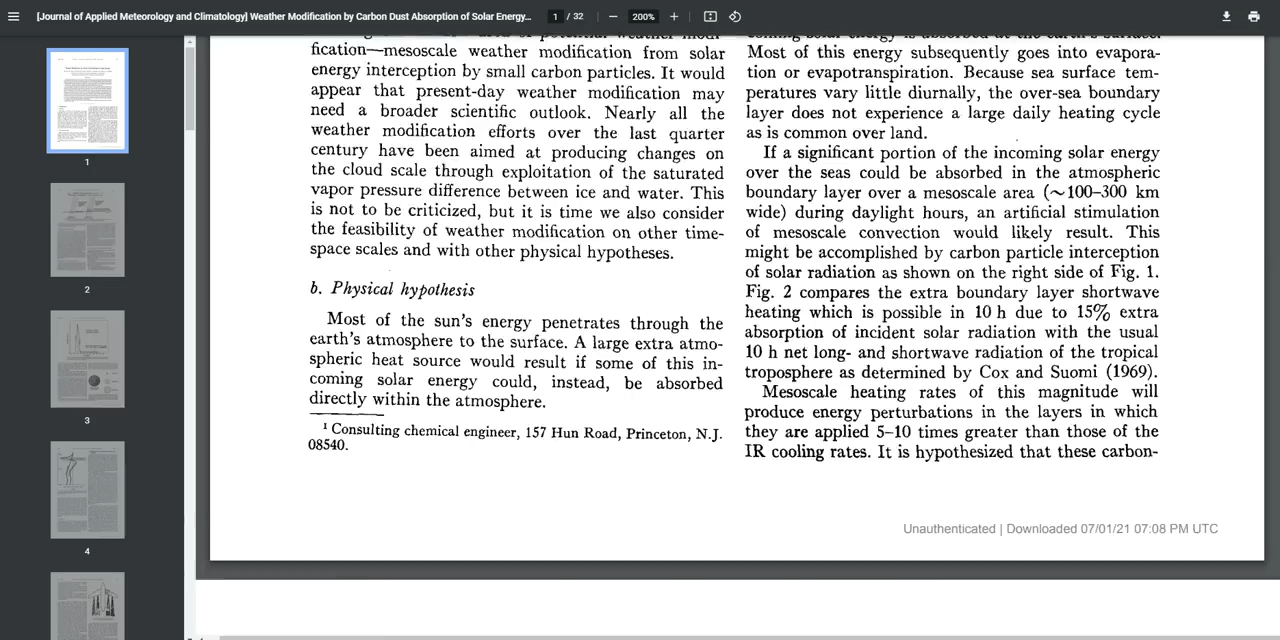 [Journal of Applied Meteorology and Climatology] Weather Modification by Carbon Dust Absorption of Solar Energy...
1 / 32
200%
1
2
3
4
fication—mesoscale weather modification from solar
energy interception by small carbon particles. It would
appear that present-day weather modification may
need a broader scientific outlook. Nearly all the
weather modification efforts over the last quarter
century have been aimed at producing changes on
the cloud scale through exploitation of the saturated
vapor pressure difference between ice and water. This
is not to be criticized, but it is time we also consider
the feasibility of weather modification on other time-
space scales and with other physical hypotheses.
b. Physical hypothesis
Most of the sun's energy penetrates through the
earth's atmosphere to the surface. A large extra atmo-
spheric heat source would result if some of this in-
coming solar energy could, instead, be absorbed
directly within the atmosphere.
1 Consulting chemical engineer, 157 Hun Road, Princeton, N.J.
08540.
Most of this energy subsequently goes into evapora-
tion or evapotranspiration. Because sea surface tem-
peratures vary little diurnally, the over-sea boundary
layer does not experience a large daily heating cycle
as is common over land.
If a significant portion of the incoming solar energy
over the seas could be absorbed in the atmospheric
boundary layer over a mesoscale area (~100–300 km
wide) during daylight hours, an artificial stimulation
of mesoscale convection would likely result. This
might be accomplished by carbon particle interception
of solar radiation as shown on the right side of Fig. 1.
Fig. 2 compares the extra boundary layer shortwave
heating which is possible in 10 h due to 15% extra
absorption of incident solar radiation with the usual
10 h net long- and shortwave radiation of the tropical
troposphere as determined by Cox and Suomi (1969).
Mesoscale heating rates of this magnitude will
produce energy perturbations in the layers in which
they are applied 5–10 times greater than those of the
IR cooling rates. It is hypothesized that these carbon-
Unauthenticated | Downloaded 07/01/21 07:08 PM UTC